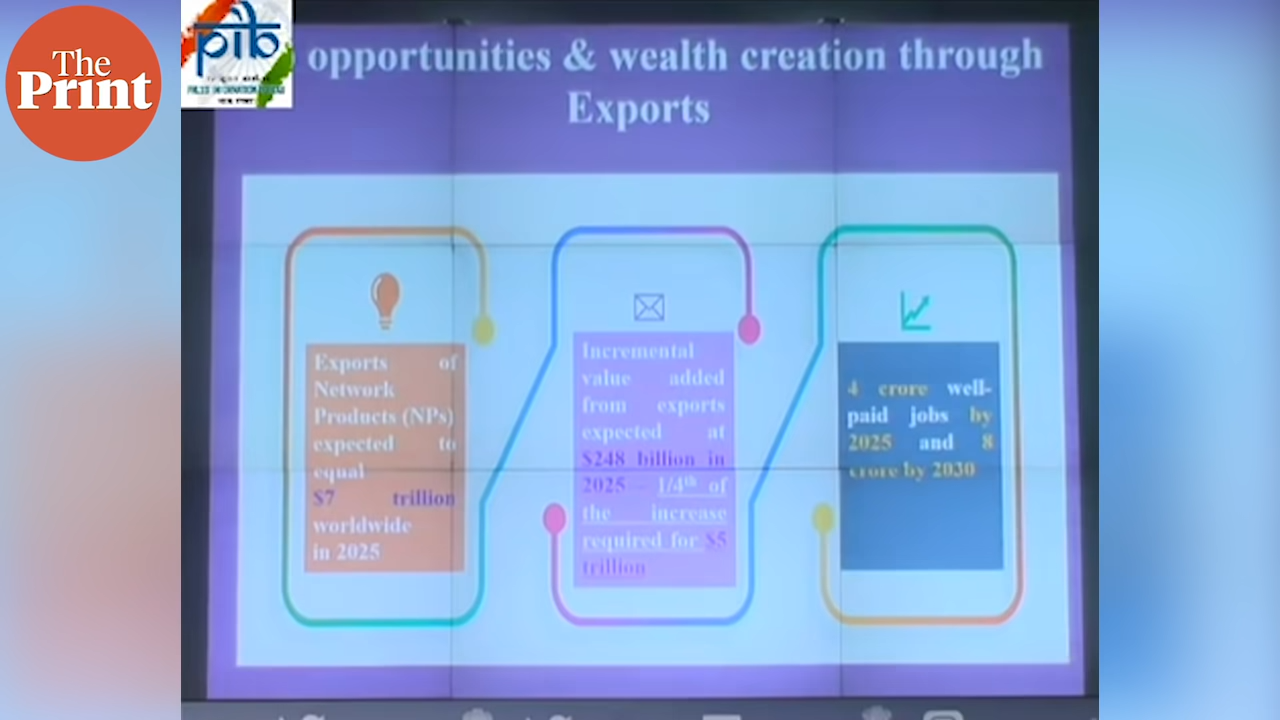 The
Print
pib
opportunities & wealth creation through
Exports
Exports of
Network
Products (NPs)
expected to
equal
$7 trillion
worldwide
in 2025
Incremental
value added
from exports
expected at
$248 billion in
2025 - 1/4th of
the increase
required for $5
trillion
4 crore well-
paid jobs by
2025 and 8
crore by 2030